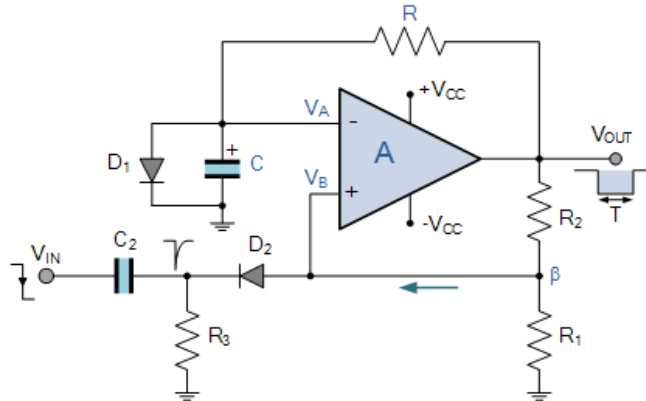 R
+VCC
VA
-
D1
+
C
A
VOUT
VB
+
-VCC
T
R2
VIN
C2
D2
β
R3
R1